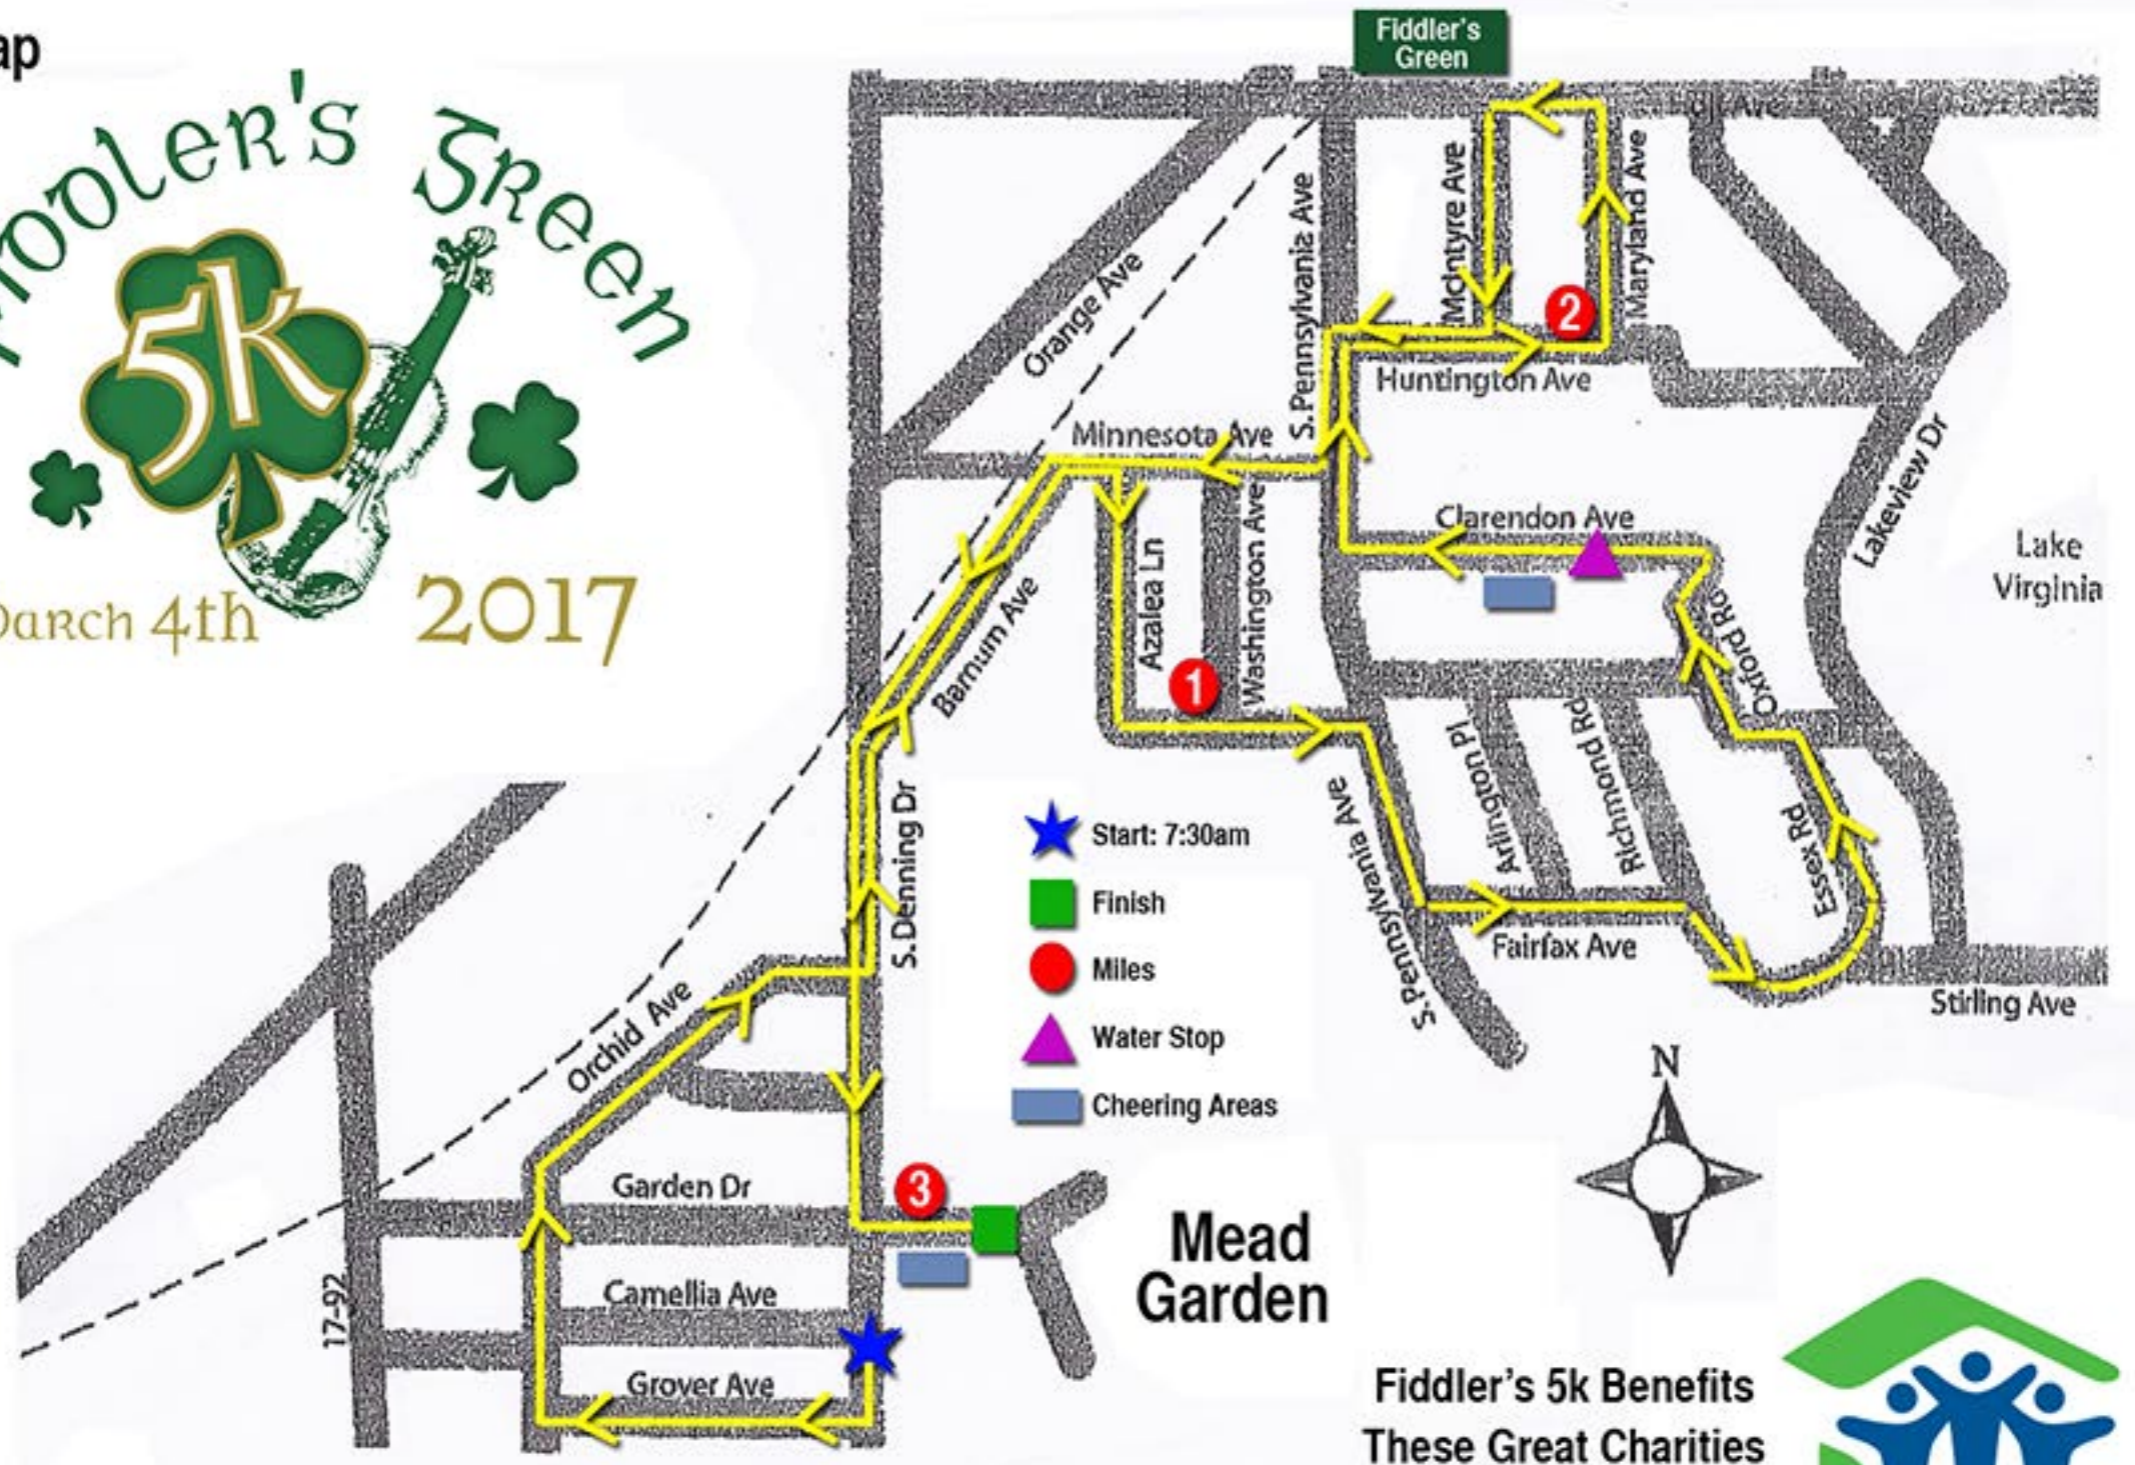 ap
Green
5k
March 4th 2017
Fiddler's
Green
Orange Ave
S. Pennsylvania Ave
McIntyre Ave
Maryland Ave
2
Huntington Ave
Minnesota Ave
Clarendon Ave
Lakeview Dr
Lake
Virginia
Azalea Ln
Washington Ave
Barnum Ave
1
Oxford Rd
Arlington Pl
Richmond Rd
Essex Rd
S. Pennsylvania Ave
Fairfax Ave
Stirling Ave
S. Denning Dr
Start: 7:30am
Finish
Miles
Water Stop
Cheering Areas
N
Orchid Ave
Garden Dr
3
Mead
Garden
Camellia Ave
17-92
Grover Ave
Fiddler's 5k Benefits
These Great Charities